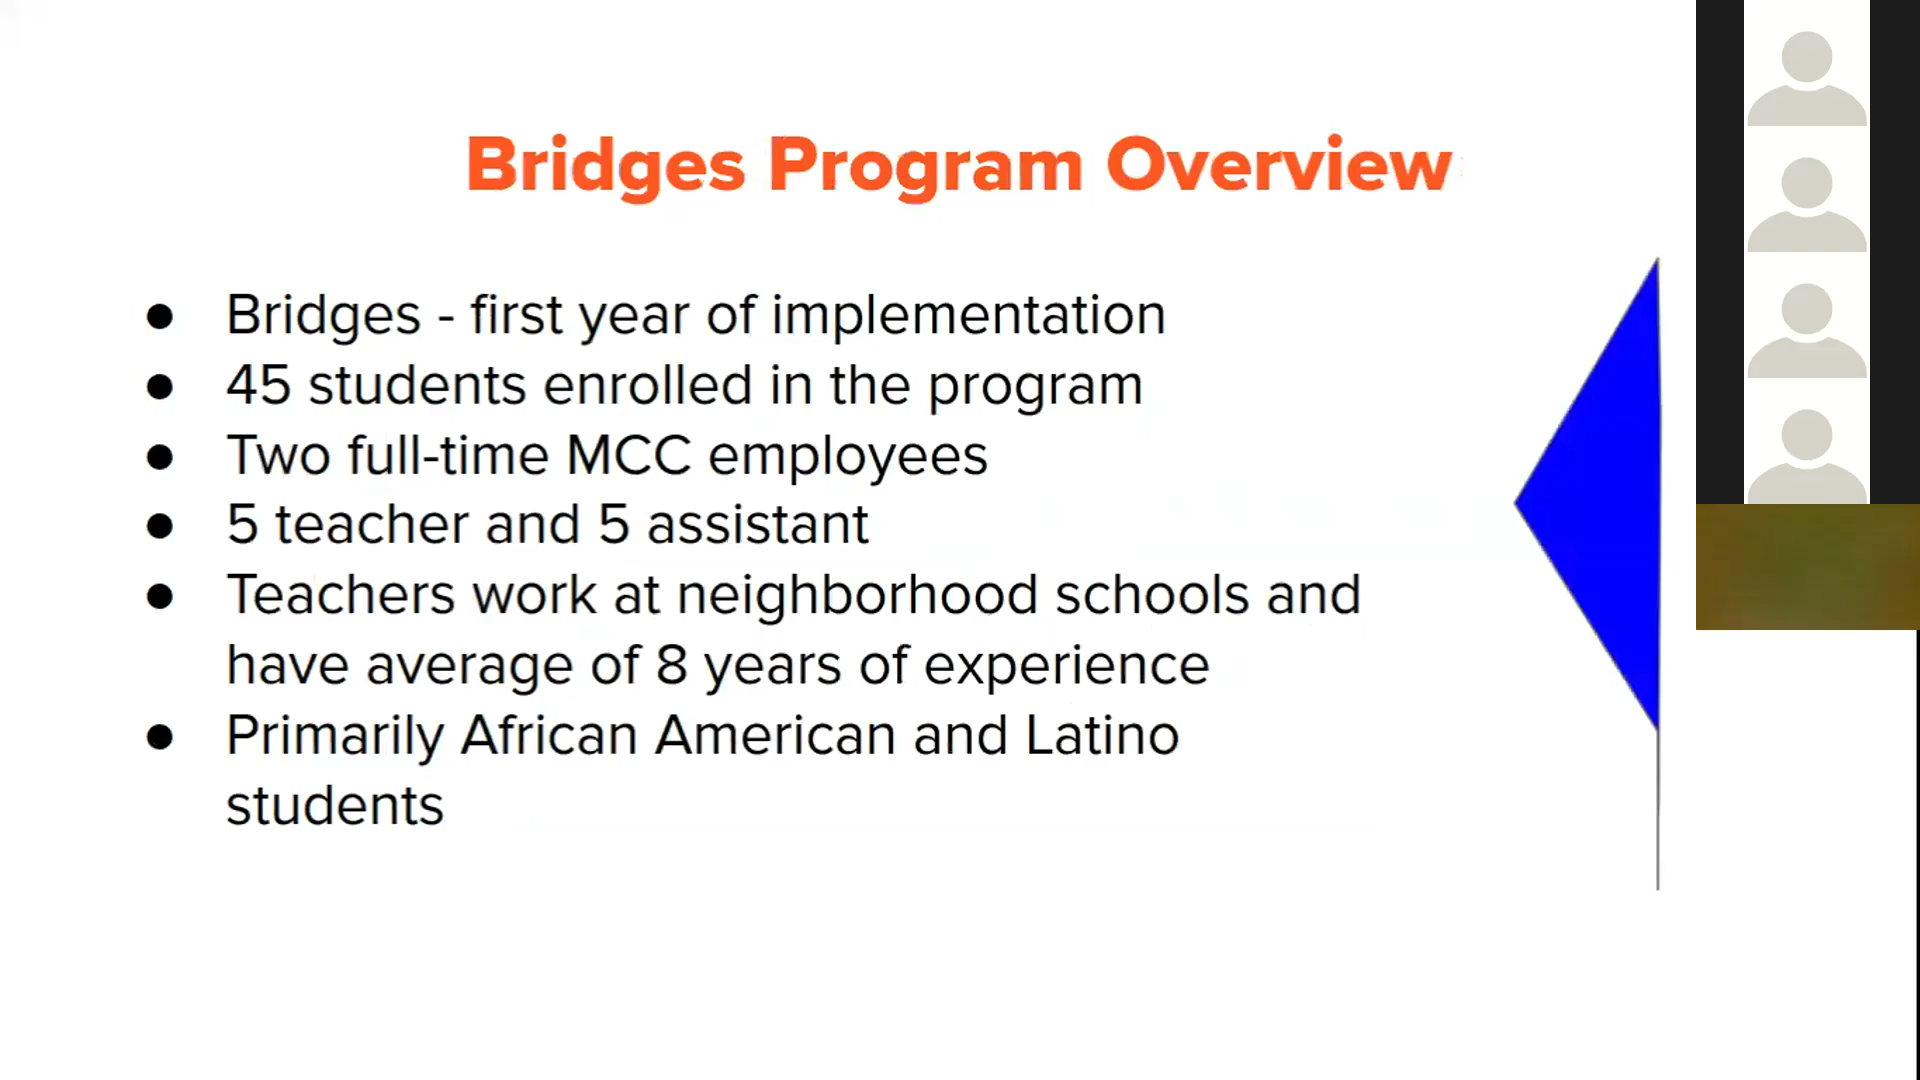 Bridges Program Overview
● Bridges - first year of implementation
● 45 students enrolled in the program
● Two full-time MCC employees
● 5 teacher and 5 assistant
● Teachers work at neighborhood schools and
have average of 8 years of experience
● Primarily African American and Latino
students